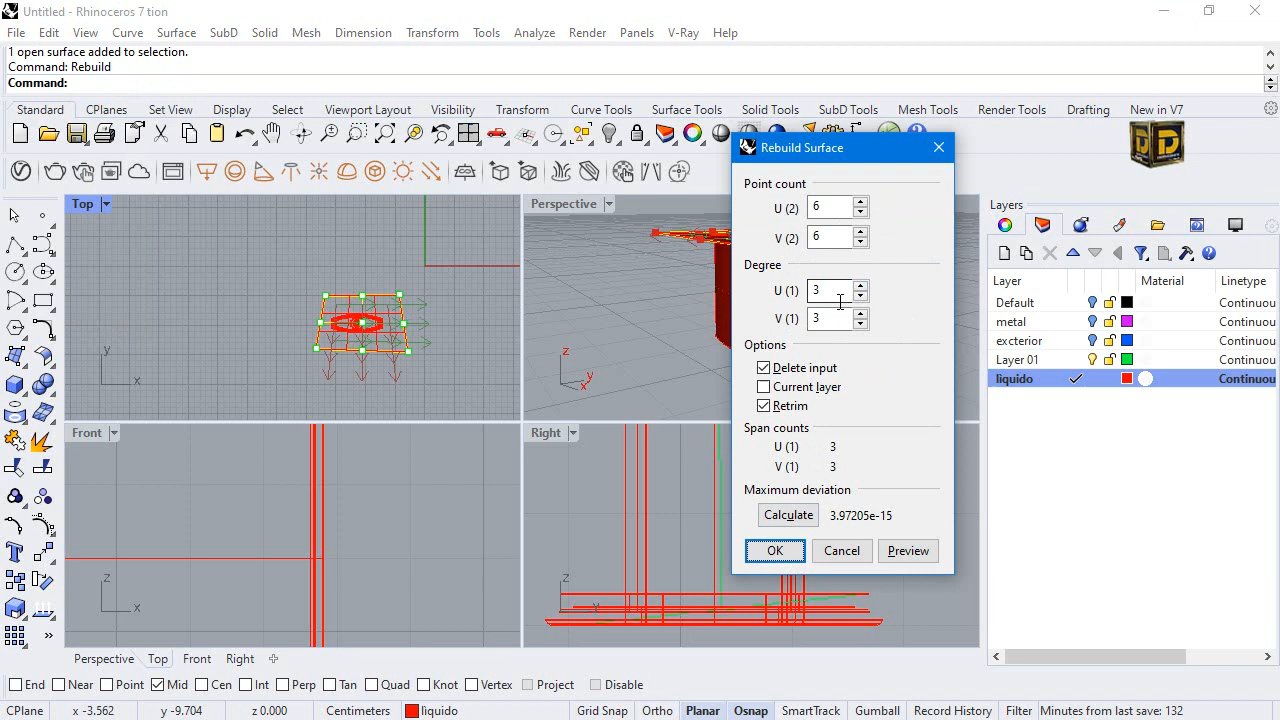 Untitled - Rhinoceros 7 tion
File Edit View Curve Surface SubD Solid Mesh Dimension Transform Tools Analyze Render Panels V-Ray Help
1 open surface added to selection.
Command: Rebuild
Command:
Standard CPlanes Set View Display Select Viewport Layout Visibility Transform Curve Tools Surface Tools Solid Tools SubD Tools Mesh Tools Render Tools Drafting New in V7
Rebuild Surface
Point count
U (2) 6
V (2) 6
Degree
U (1) 3
V (1) 3
Options
Delete input
Current layer
Retrim
Span counts
U (1) 3
V (1) 3
Maximum deviation
Calculate 3.97205e-15
OK Cancel Preview
Top
y
x
Perspective
z
y
x
Front
z
x
Right
z
y
Layers
Layer Material Linetype
Default Continuou
metal Continuou
excterior Continuou
Layer 01 Continuou
liquido Continuou
Perspective Top Front Right
End Near Point Mid Cen Int Perp Tan Quad Knot Vertex Project Disable
CPlane x -3.562 y -9.704 z 0.000 Centimeters liquido Grid Snap Ortho Planar Osnap SmartTrack Gumball Record History Filter Minutes from last save: 132